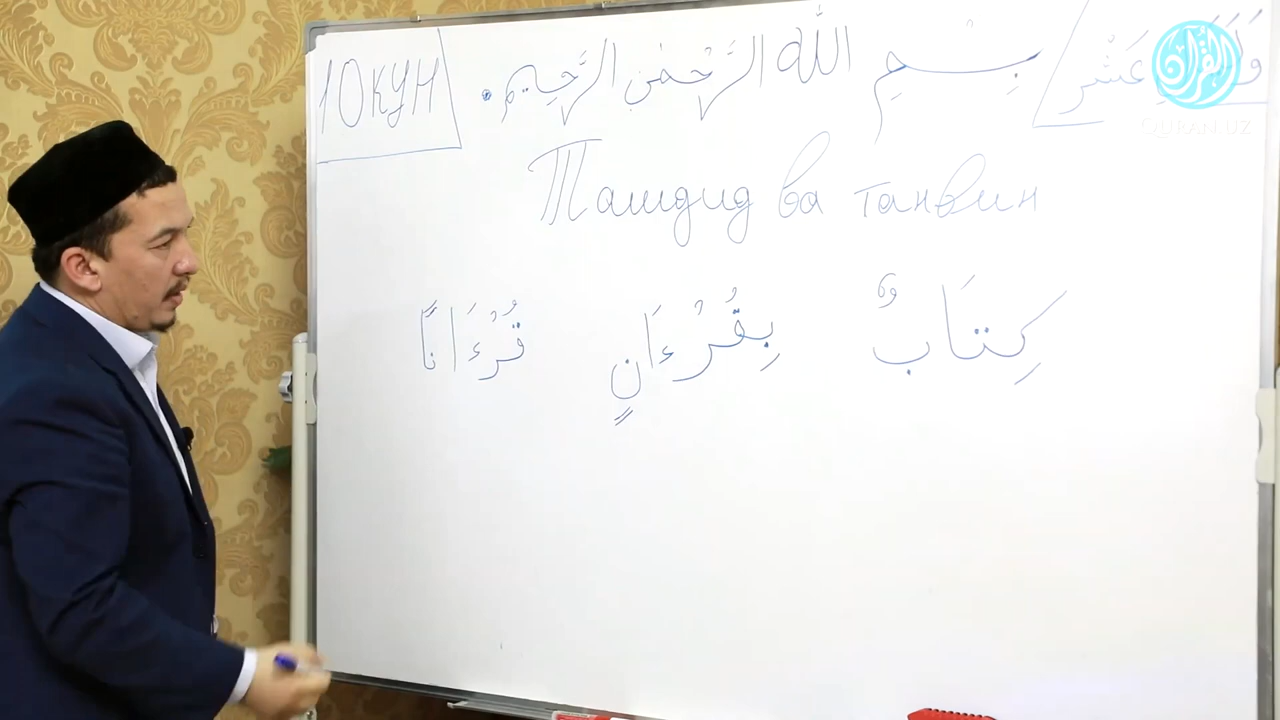 10 КУН
بِسْمِ اللّٰه الرَّحْمٰنِ الرَّحِيمِ.
عَشْرِ
QURAN.UZ
Ташдид ва танвин
كِتَابٌ بِقُرْءَانٍ قُرْءَانًا